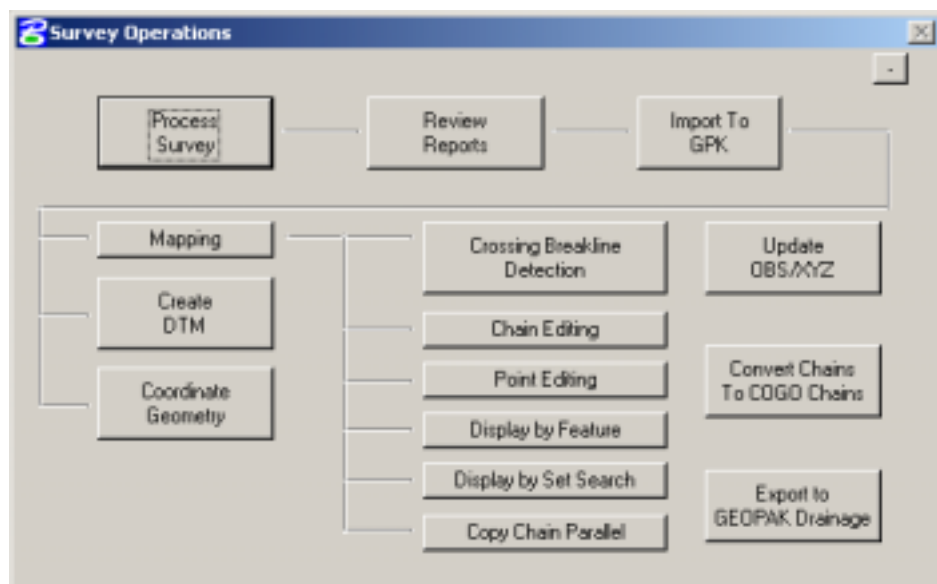 Survey Operations
-
Process
Survey
Review
Reports
Import To
GPK
Mapping
Create
DTM
Coordinate
Geometry
Crossing Breakline
Detection
Chain Editing
Point Editing
Display by Feature
Display by Set Search
Copy Chain Parallel
Update
OBS/XYZ
Convert Chains
To COGO Chains
Export to
GEOPAK Drainage